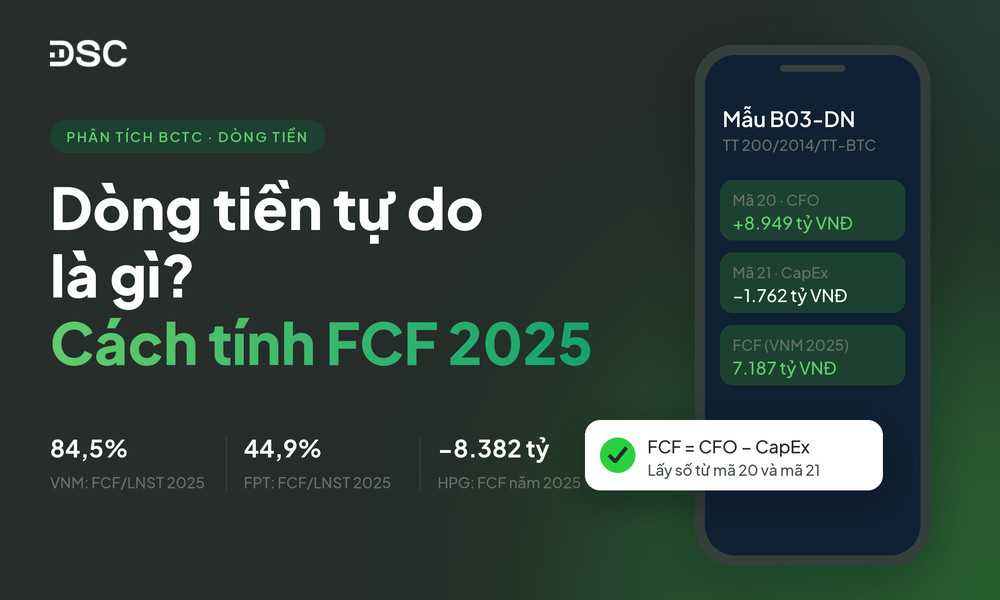 DSC
PHÂN TÍCH BCTC · DÒNG TIỀN
Dòng tiền tự do
là gì?
Cách tính FCF 2025
84,5%
VNM: FCF/LNST 2025
44,9%
FPT: FCF/LNST 2025
−8.382 tỷ
HPG: FCF năm 2025
Mẫu B03-DN
TT 200/2014/TT-BTC
Mã 20 · CFO
+8.949 tỷ VNĐ
Mã 21 · CapEx
−1.762 tỷ VNĐ
FCF (VNM 2025)
7.187 tỷ VNĐ
FCF = CFO − CapEx
Lấy số từ mã 20 và mã 21